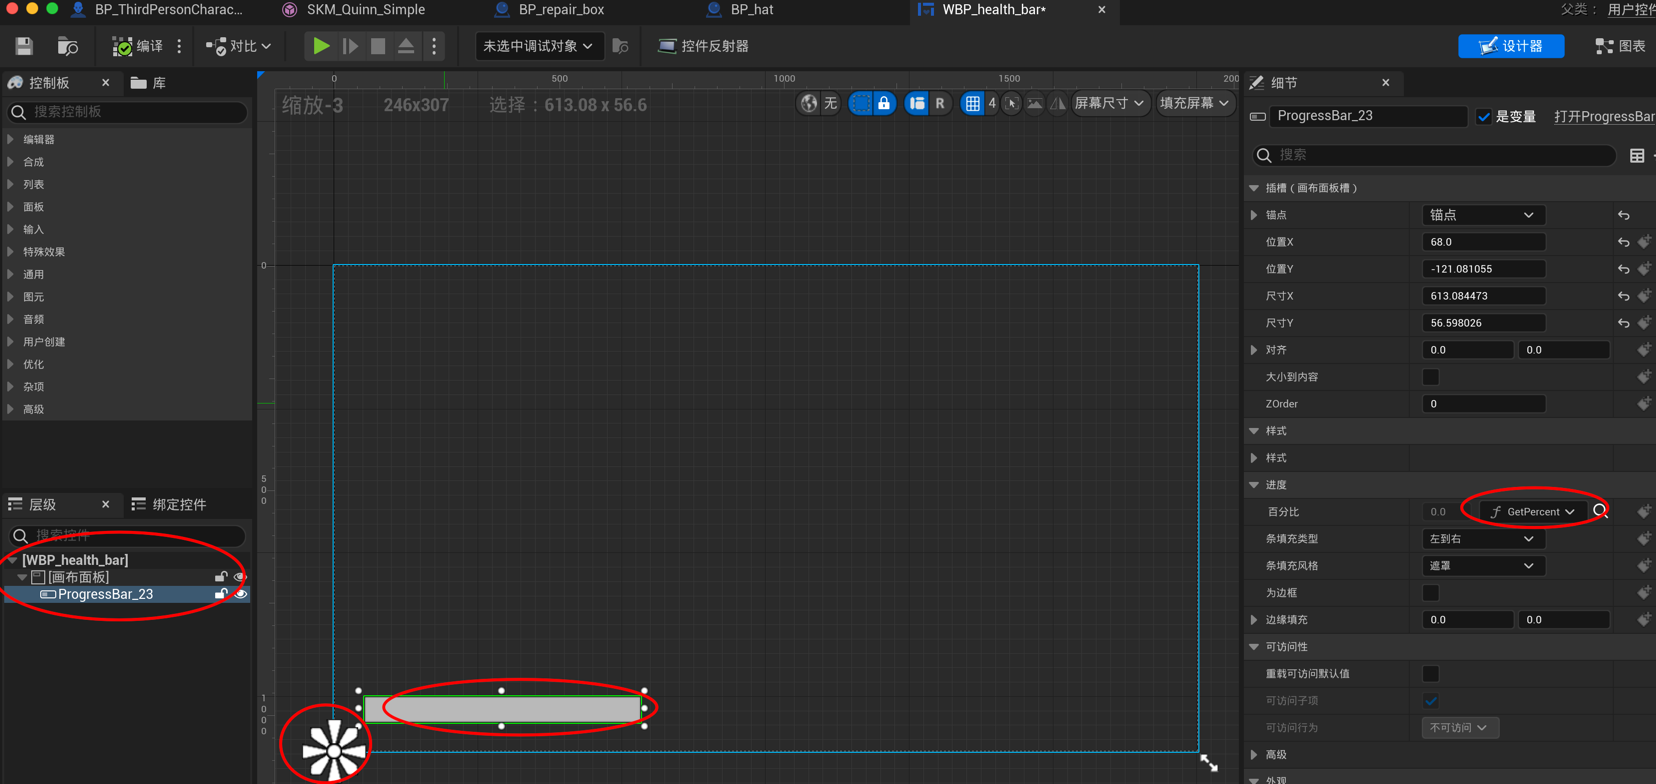 BP_ThirdPersonCharac...
SKM_Quinn_Simple
BP_repair_box
BP_hat
WBP_health_bar*
父类：
用户控件
编译
对比
未选中调试对象
控件反射器
设计器
图表
控制板
库
搜索控制板
编辑器
合成
列表
面板
输入
特殊效果
通用
图元
音频
用户创建
优化
杂项
高级
层级
绑定控件
搜索控件
[WBP_health_bar]
[画布面板]
ProgressBar_23
0
500
1000
1500
200
缩放-3
246x307
选择：613.08 x 56.6
无
R
4
屏幕尺寸
填充屏幕
0
5
0
0
1
0
0
0
细节
ProgressBar_23
是变量
打开ProgressBar
搜索
插槽（画布面板槽）
锚点
锚点
位置X
68.0
位置Y
-121.081055
尺寸X
613.084473
尺寸Y
56.598026
对齐
0.0
0.0
大小到内容
ZOrder
0
样式
样式
进度
百分比
0.0
GetPercent
条填充类型
左到右
条填充风格
遮罩
为边框
边缘填充
0.0
0.0
可访问性
重载可访问默认值
可访问子项
可访问行为
不可访问
高级
外观